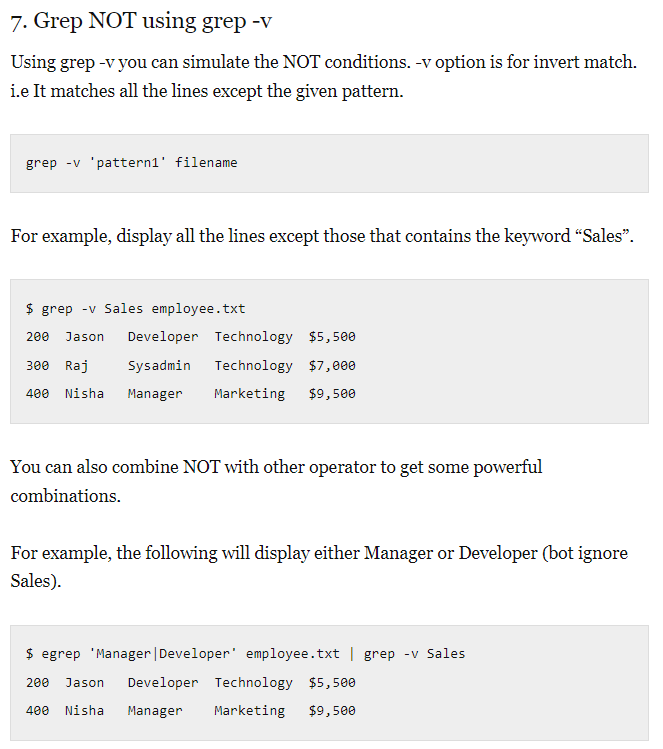 7. Grep NOT using grep -v
Using grep -v you can simulate the NOT conditions. -v option is for invert match.
i.e It matches all the lines except the given pattern.
grep -v 'pattern1' filename
For example, display all the lines except those that contains the keyword “Sales”.
$ grep -v Sales employee.txt
200  Jason   Developer  Technology  $5,500
300  Raj     Sysadmin   Technology  $7,000
400  Nisha   Manager    Marketing   $9,500
You can also combine NOT with other operator to get some powerful
combinations.
For example, the following will display either Manager or Developer (bot ignore
Sales).
$ egrep 'Manager|Developer' employee.txt | grep -v Sales
200  Jason   Developer  Technology  $5,500
400  Nisha   Manager    Marketing   $9,500